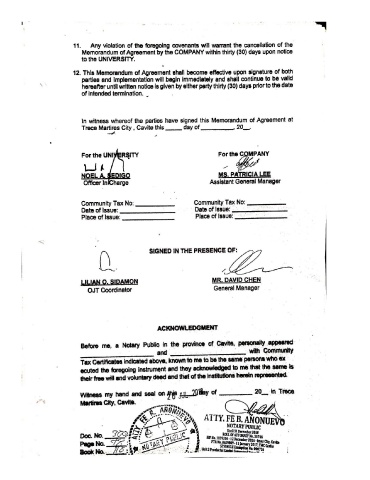 11. Any violation of the foregoing covenants will warrant the cancellation of the
Memorandum of Agreement by the COMPANY within thirty (30) days upon notice
to the UNIVERSITY.
12. This Memorandum of Agreement shall become effective upon signature of both
parties and implementation will begin immediately and shall continue to be valid
hereafter until written notice is given by either party thirty (30) days prior to the date
of intended termination.
In witness whereof the parties have signed this Memorandum of Agreement at
Trece Martires City , Cavite this _____ day of __________, 20__.
For the UNIVERSITY
For the COMPANY
NOEL A. SEDIGO
MS. PATRICIA LEE
Officer In Charge
Assistant General Manager
Community Tax No: __________
Community Tax No: __________
Date of Issue: __________
Date of Issue: __________
Place of Issue: __________
Place of Issue: __________
SIGNED IN THE PRESENCE OF:
LILIAN O. SIDAMON
MR. DAVID CHEN
OJT Coordinator
General Manager
ACKNOWLEDGMENT
Before me, a Notary Public in the province of Cavite, personally appeared
__________ and __________ with Community
Tax Certificates indicated above, known to me to be the same persons who ex
ecuted the foregoing instrument and they acknowledged to me that the same is
their free will and voluntary deed and that of the institutions herein represented.
Witness my hand and seal on this day of __________ 20__ in Trece
Martires City, Cavite.
ATTY. FE B. AÑONUEVO
NOTARY PUBLIC
Doc. No.
Page No.
Book No.
FE B. AÑONUEVO
NOTARY PUBLIC